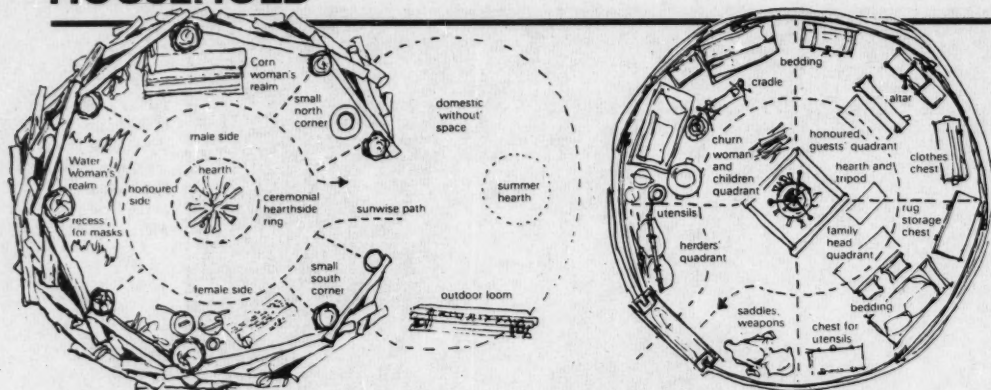 Corn
woman's
realm
small
north
corner
male side
Water
Woman's
realm
honoured
side
hearth
ceremonial
hearthside
ring
recess
for masks
female side
small
south
corner
sunwise path
domestic
'without'
space
summer
hearth
outdoor loom
bedding
cradle
altar
churn
woman
and
children
quadrant
honoured
guests' quadrant
hearth and
tripod
clothes
chest
utensils
herders'
quadrant
family
head
quadrant
rug
storage
chest
bedding
saddles,
weapons
chest for
utensils